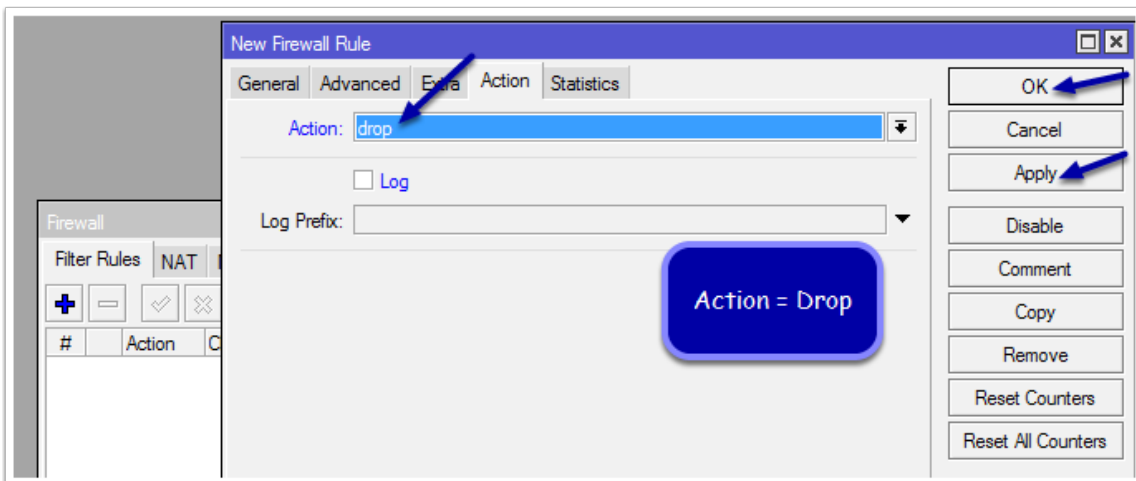 New Firewall Rule
General Advanced Extra Action Statistics
Action: drop
Log
Log Prefix:
OK
Cancel
Apply
Disable
Comment
Copy
Remove
Reset Counters
Reset All Counters
Action = Drop
Firewall
Filter Rules NAT
# Action